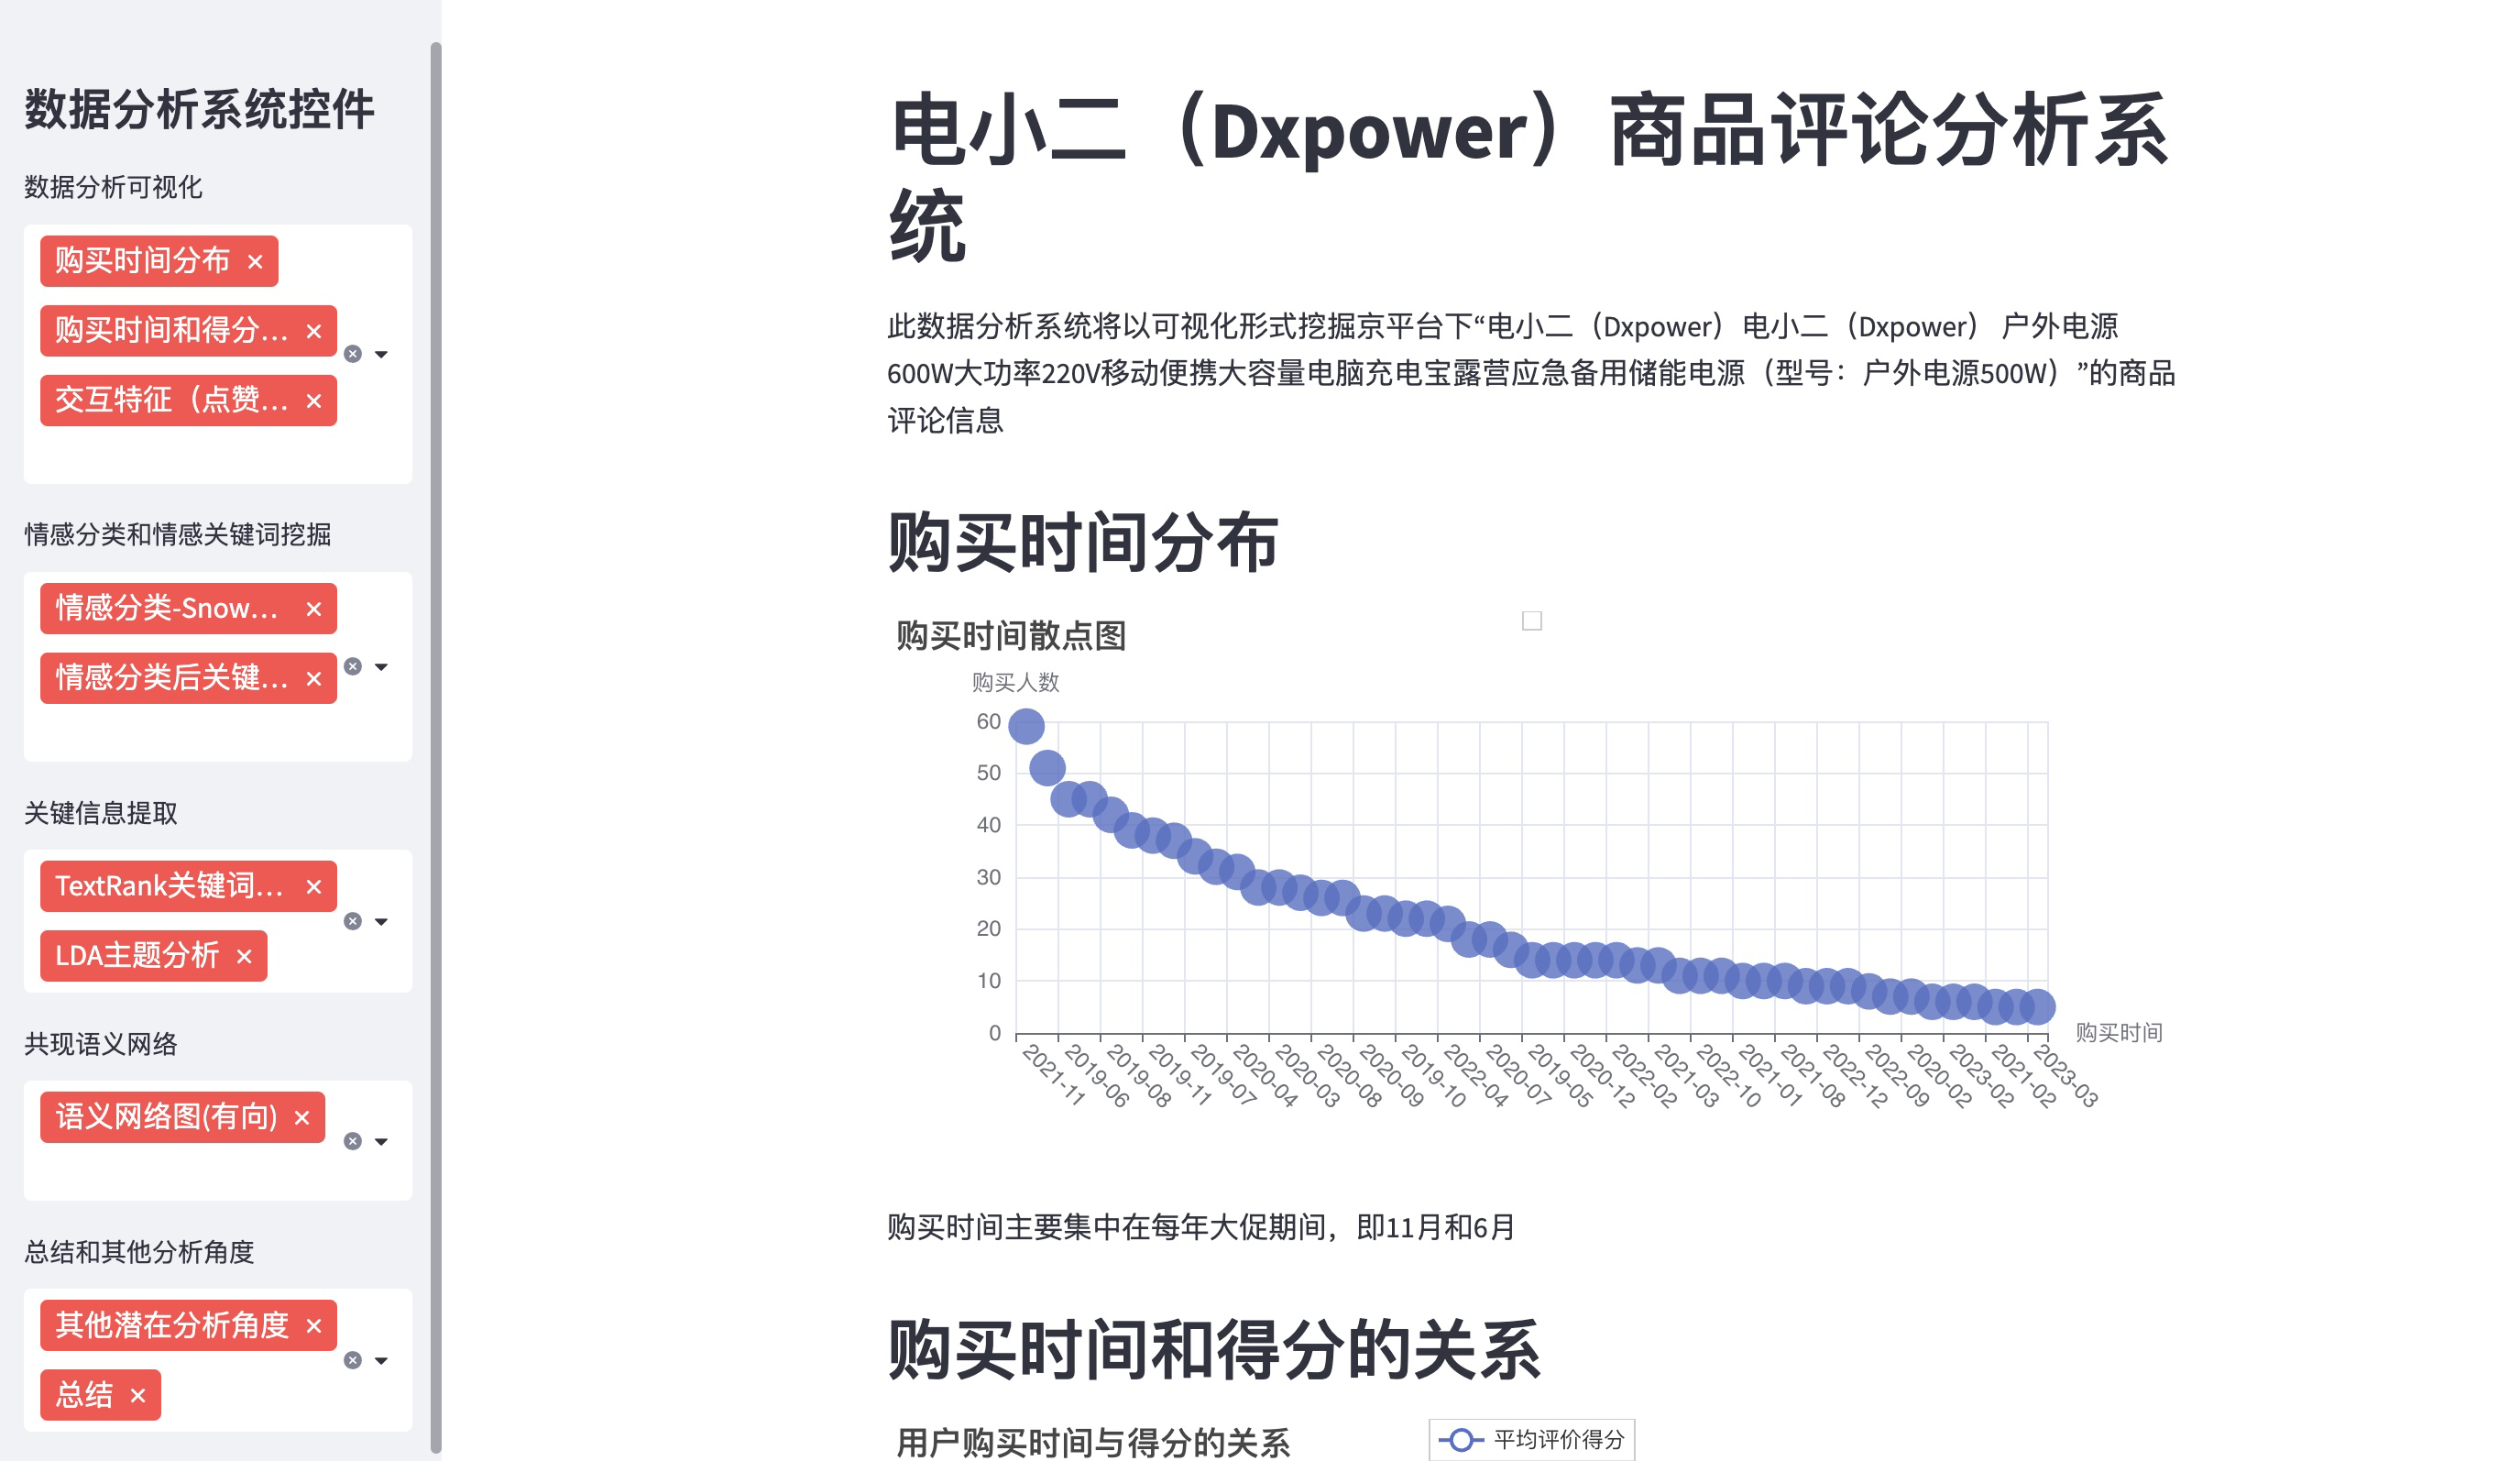 数据分析系统控件
数据分析可视化
购买时间分布
购买时间和得分...
交互特征（点赞...
情感分类和情感关键词挖掘
情感分类-Snow...
情感分类后关键...
关键信息提取
TextRank关键词...
LDA主题分析
共现语义网络
语义网络图(有向)
总结和其他分析角度
其他潜在分析角度
总结
电小二（Dxpower）商品评论分析系
统
此数据分析系统将以可视化形式挖掘京平台下“电小二（Dxpower）电小二（Dxpower） 户外电源
600W大功率220V移动便携大容量电脑充电宝露营应急备用储能电源（型号：户外电源500W）”的商品
评论信息
购买时间分布
购买时间散点图
购买人数
60
50
40
30
20
10
0
购买时间
2021-11
2019-06
2019-08
2019-11
2019-07
2020-04
2020-03
2020-08
2020-09
2019-10
2022-04
2020-07
2019-05
2020-12
2022-02
2021-03
2022-10
2021-01
2021-08
2022-12
2022-09
2020-02
2023-02
2021-02
2023-03
购买时间主要集中在每年大促期间，即11月和6月
购买时间和得分的关系
用户购买时间与得分的关系
平均评价得分